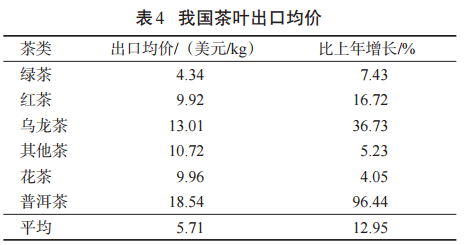 表4 我国茶叶出口均价
茶类 出口均价/(美元/kg) 比上年增长/%
绿茶 4.34 7.43
红茶 9.92 16.72
乌龙茶 13.01 36.73
其他茶 10.72 5.23
花茶 9.96 4.05
普洱茶 18.54 96.44
平均 5.71 12.95